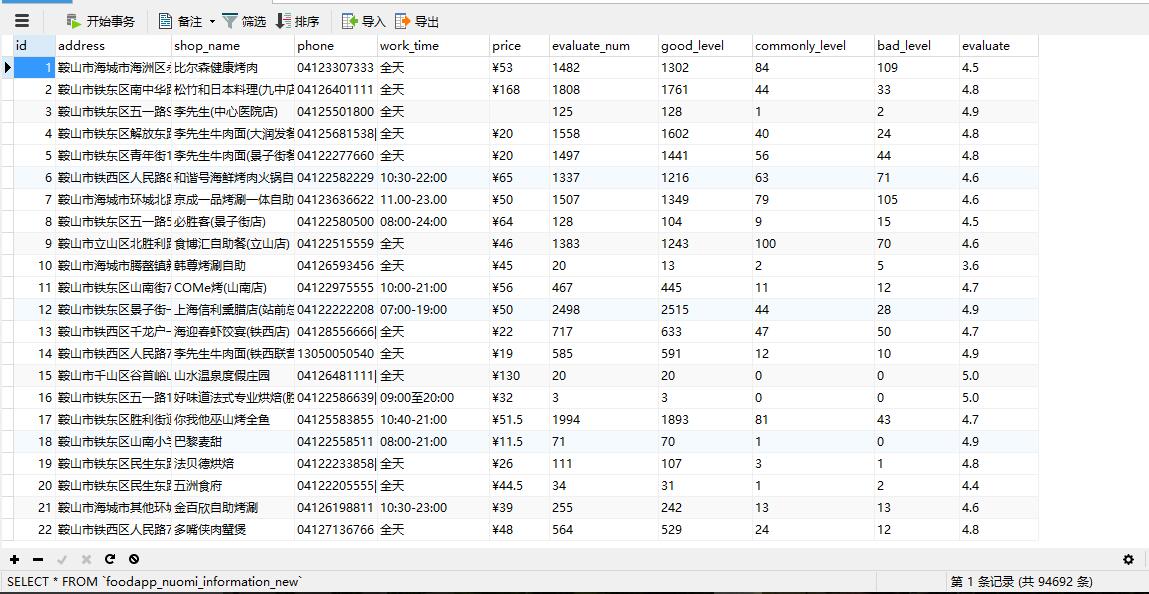 开始事务 备注 筛选 排序 导入 导出
id address shop_name phone work_time price evaluate_num good_level commonly_level bad_level evaluate
1 鞍山市海城市海洲区 比尔森健康烤肉 04123307333 全天 ¥53 1482 1302 84 109 4.5
2 鞍山市铁东区南中华路 松竹和日本料理(九中店 04126401111 全天 ¥168 1808 1761 44 33 4.8
3 鞍山市铁东区五一路 李先生(中心医院店) 04125501800 全天 125 128 1 2 4.9
4 鞍山市铁东区解放东路 李先生牛肉面(大润发餐 04125681538| 全天 ¥20 1558 1602 40 24 4.8
5 鞍山市铁东区青年街1 李先生牛肉面(景子街餐 04122277660 全天 ¥20 1497 1441 56 44 4.8
6 鞍山市铁西区人民路 和谐号海鲜烤肉火锅自 04122582229 10:30-22:00 ¥65 1337 1216 63 71 4.6
7 鞍山市海城市环城北路 京成一品烤涮一体自助 04123636622 11.00-23.00 ¥50 1507 1349 79 105 4.6
8 鞍山市铁东区五一路 必胜客(景子街店) 04122580500 08:00-24:00 ¥64 128 104 9 15 4.5
9 鞍山市立山区北胜利路 食博汇自助餐(立山店) 04122515559 全天 ¥46 1383 1243 100 70 4.6
10 鞍山市海城市腾鳌镇 韩尊烤涮自助 04126593456 全天 ¥45 20 13 2 5 3.6
11 鞍山市铁东区山南街7 COMe烤(山南店) 04122975555 10:00-21:00 ¥56 467 445 11 12 4.7
12 鞍山市铁东区景子街 上海信利熏腊店(站前总 04122222208 07:00-19:00 ¥50 2498 2515 44 28 4.9
13 鞍山市铁西区千龙户 海迎春虾饺宴(铁西店) 04128556666| 全天 ¥22 717 633 47 50 4.7
14 鞍山市铁西区人民路7 李先生牛肉面(铁西联营 13050050540 全天 ¥19 585 591 12 10 4.9
15 鞍山市千山区谷首峪 山水温泉度假庄园 04126481111| 全天 ¥130 20 20 0 0 5.0
16 鞍山市铁东区五一路1 好味道法式专业烘焙( 04122586639| 09:00至20:00 ¥32 3 3 0 0 5.0
17 鞍山市铁东区胜利街 你我他巫山烤全鱼 04125583855 10:40-21:00 ¥51.5 1994 1893 81 43 4.7
18 鞍山市铁东区山南小 巴黎麦甜 04122558511 08:00-21:00 ¥11.5 71 70 1 0 4.9
19 鞍山市铁东区民生东路 法贝德烘焙 04122233858| 全天 ¥26 111 107 3 1 4.8
20 鞍山市铁东区民生东路 五洲食府 04122205555| 全天 ¥44.5 34 31 1 2 4.4
21 鞍山市海城市其他环城 金百欣自助烤涮 04126198811 10:30-23:00 ¥39 255 242 13 13 4.6
22 鞍山市铁西区人民路7 多嘴侠肉蟹煲 04127136766 全天 ¥48 564 529 24 12 4.8
SELECT * FROM `foodapp_nuomi_information_new` 第 1 条记录 (共 94692 条)